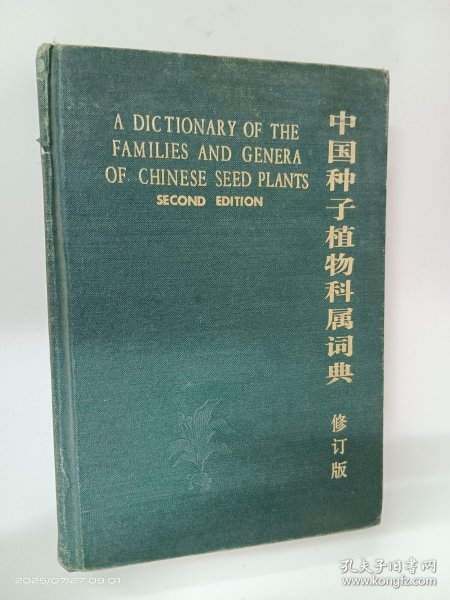 A DICTIONARY OF THE
FAMILIES AND GENERA
OF CHINESE SEED PLANTS
SECOND EDITION
中国种子植物科属词典
修订版
2025/07/27 09:01
孔夫子旧书网
www.kongfz.com